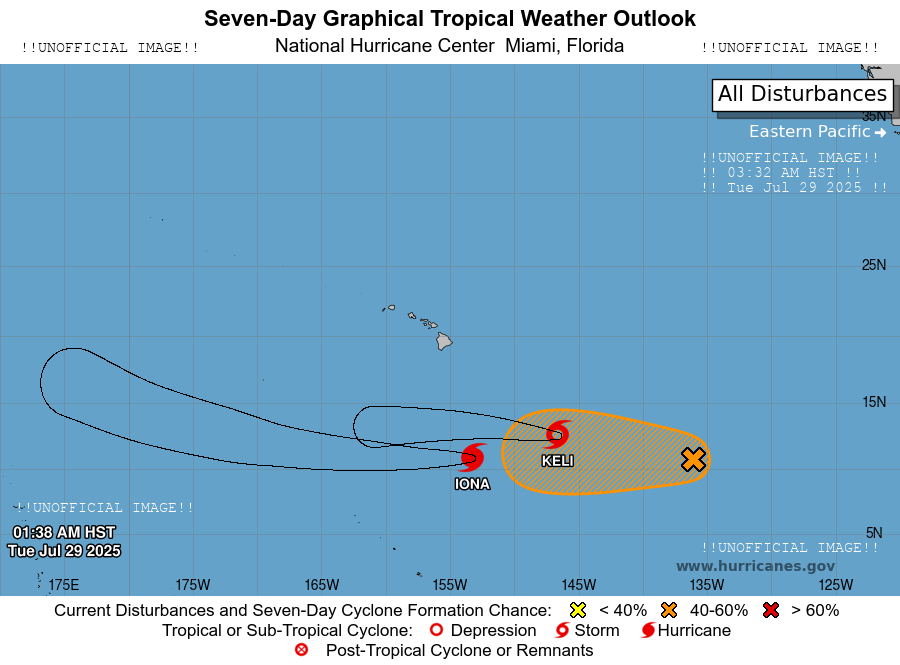 Seven-Day Graphical Tropical Weather Outlook
!!UNOFFICIAL IMAGE!! National Hurricane Center Miami, Florida !!UNOFFICIAL IMAGE!!
All Disturbances
35N
Eastern Pacific
!!UNOFFICIAL IMAGE!!
!! 03:32 AM HST !!
!! Tue Jul 29 2025 !!
25N
15N
KELI
IONA
!!UNOFFICIAL IMAGE!!
01:38 AM HST
Tue Jul 29 2025
5N
!!UNOFFICIAL IMAGE!!
www.hurricanes.gov
175E 175W 165W 155W 145W 135W 125W
Current Disturbances and Seven-Day Cyclone Formation Chance: < 40% 40-60% > 60%
Tropical or Sub-Tropical Cyclone: Depression Storm Hurricane
Post-Tropical Cyclone or Remnants